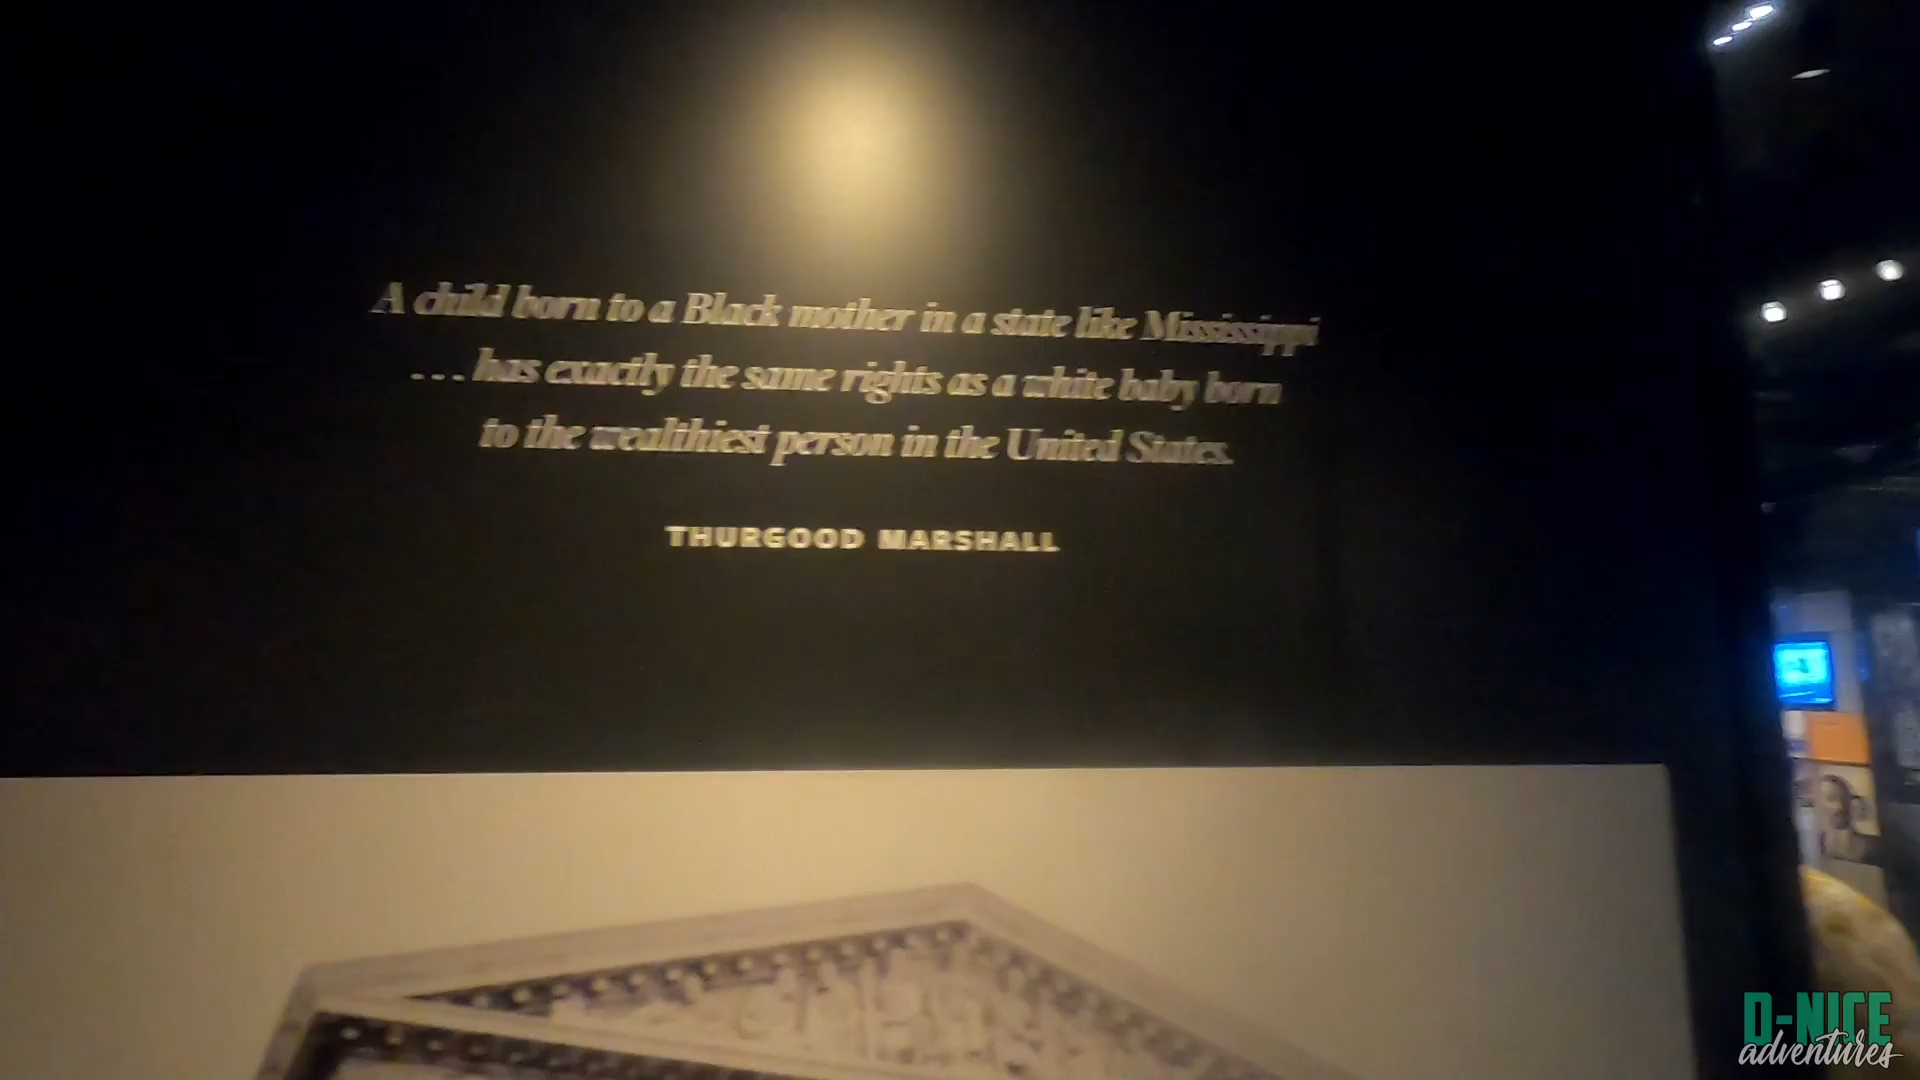 A child born to a Black mother in a state like Mississippi
... has exactly the same rights as a white baby born
to the wealthiest person in the United States.
THURGOOD MARSHALL
D-NICE
adventures